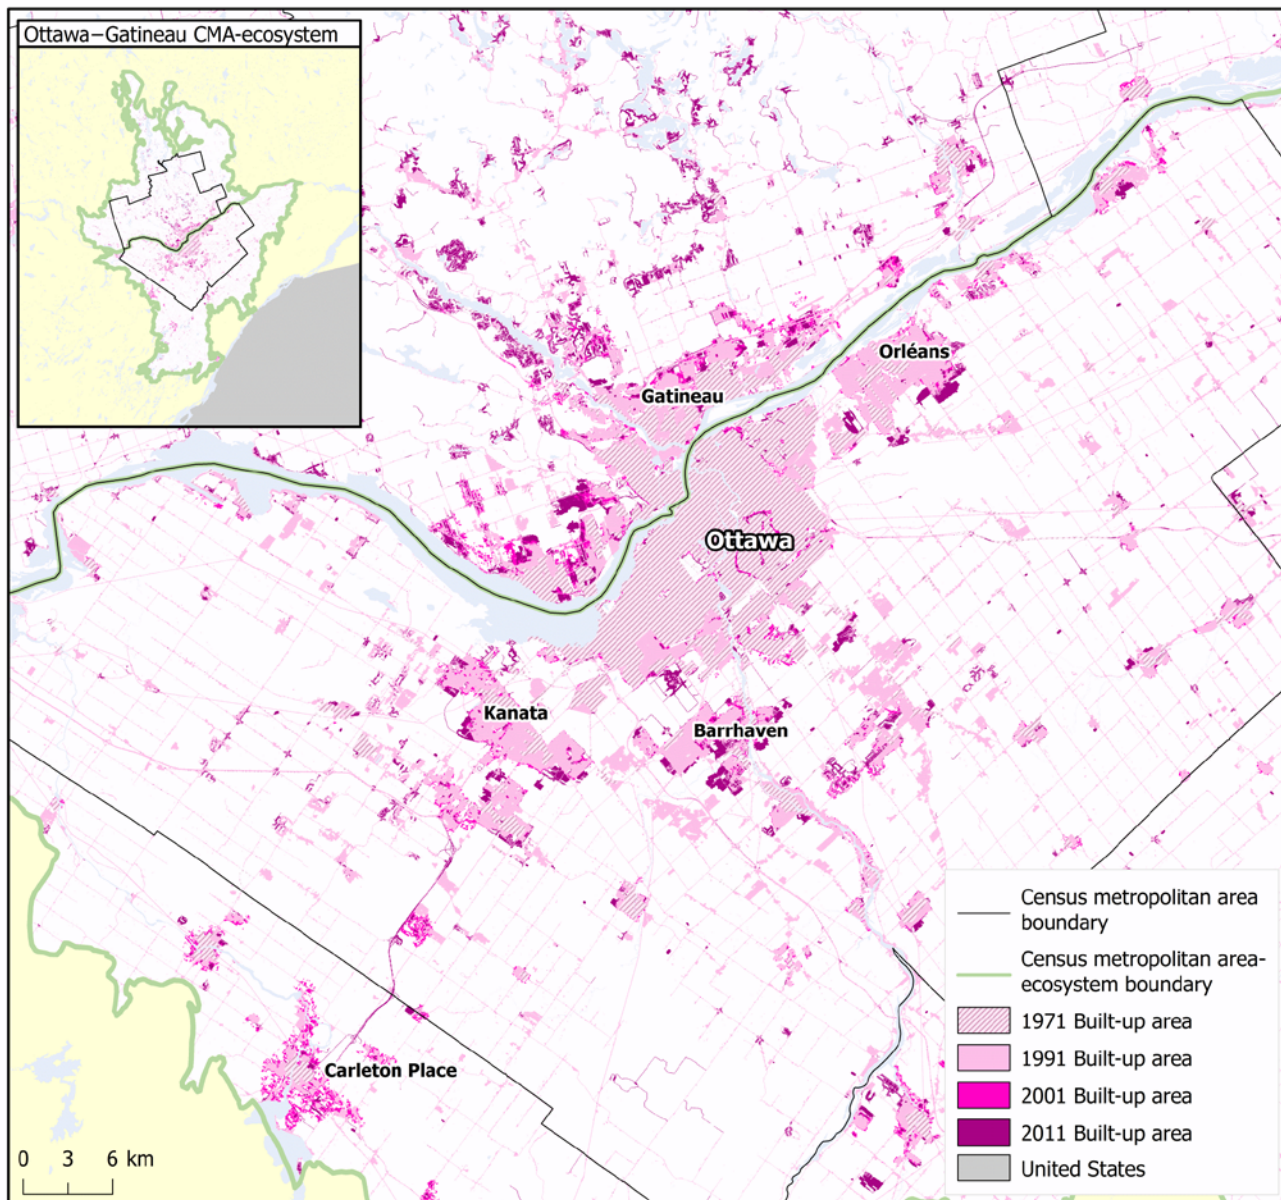 Ottawa–Gatineau CMA-ecosystem
Orléans
Gatineau
Ottawa
Kanata
Barrhaven
Carleton Place
0 3 6 km
Census metropolitan area
boundary
Census metropolitan area-
ecosystem boundary
1971 Built-up area
1991 Built-up area
2001 Built-up area
2011 Built-up area
United States